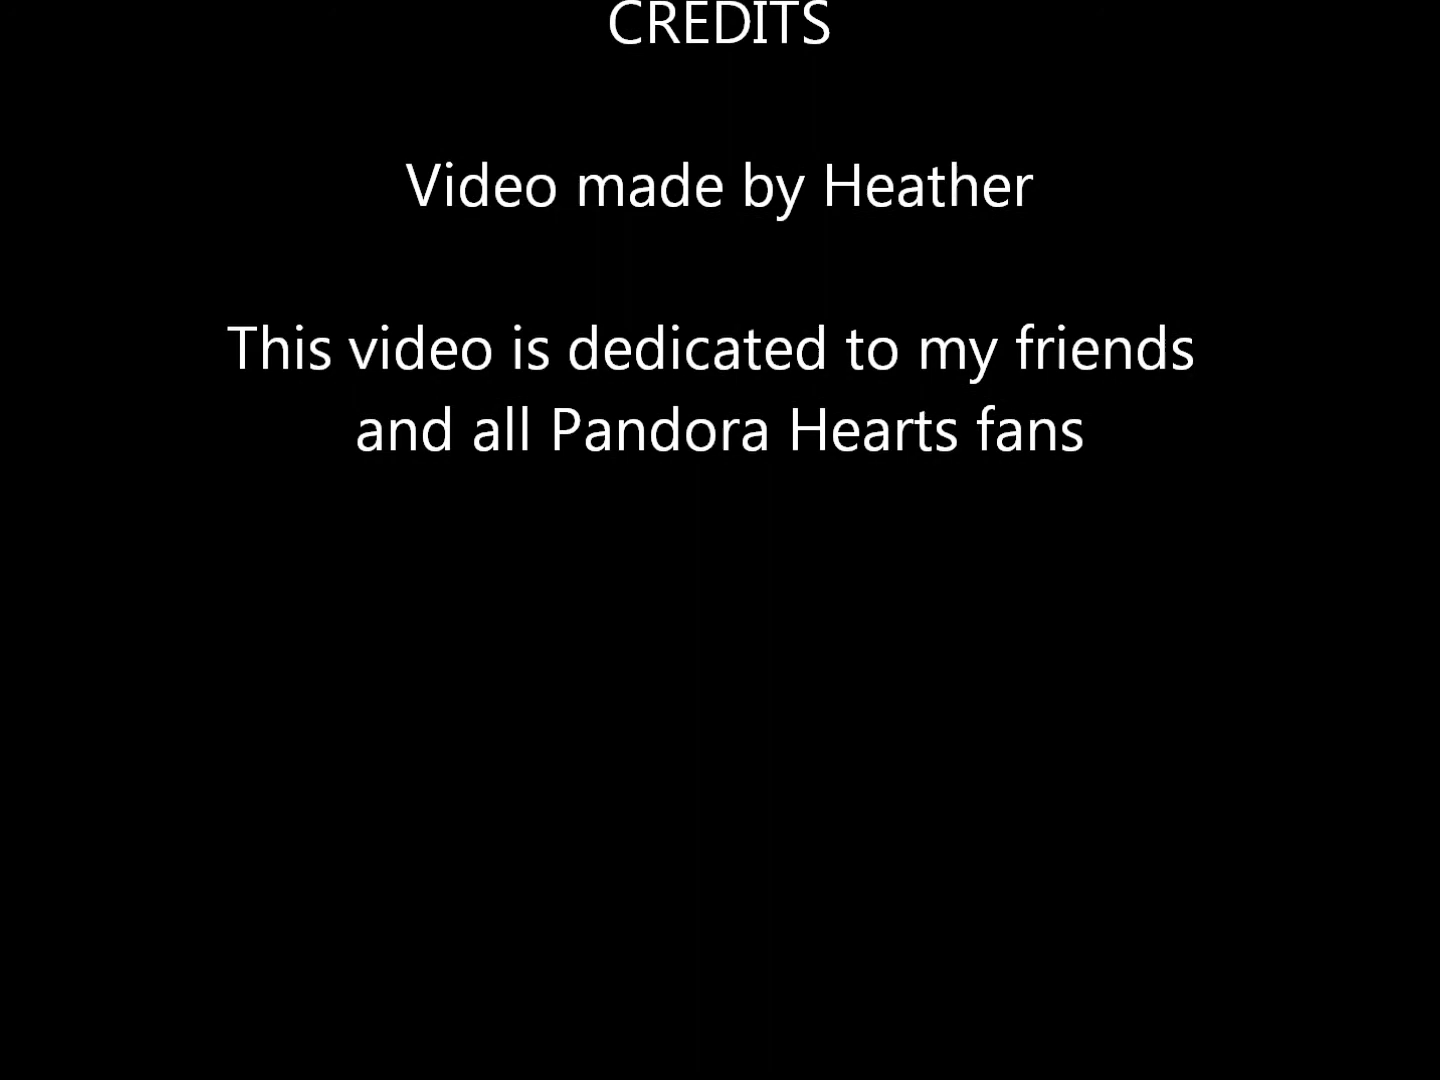 CREDITS
Video made by Heather
This video is dedicated to my friends
and all Pandora Hearts fans